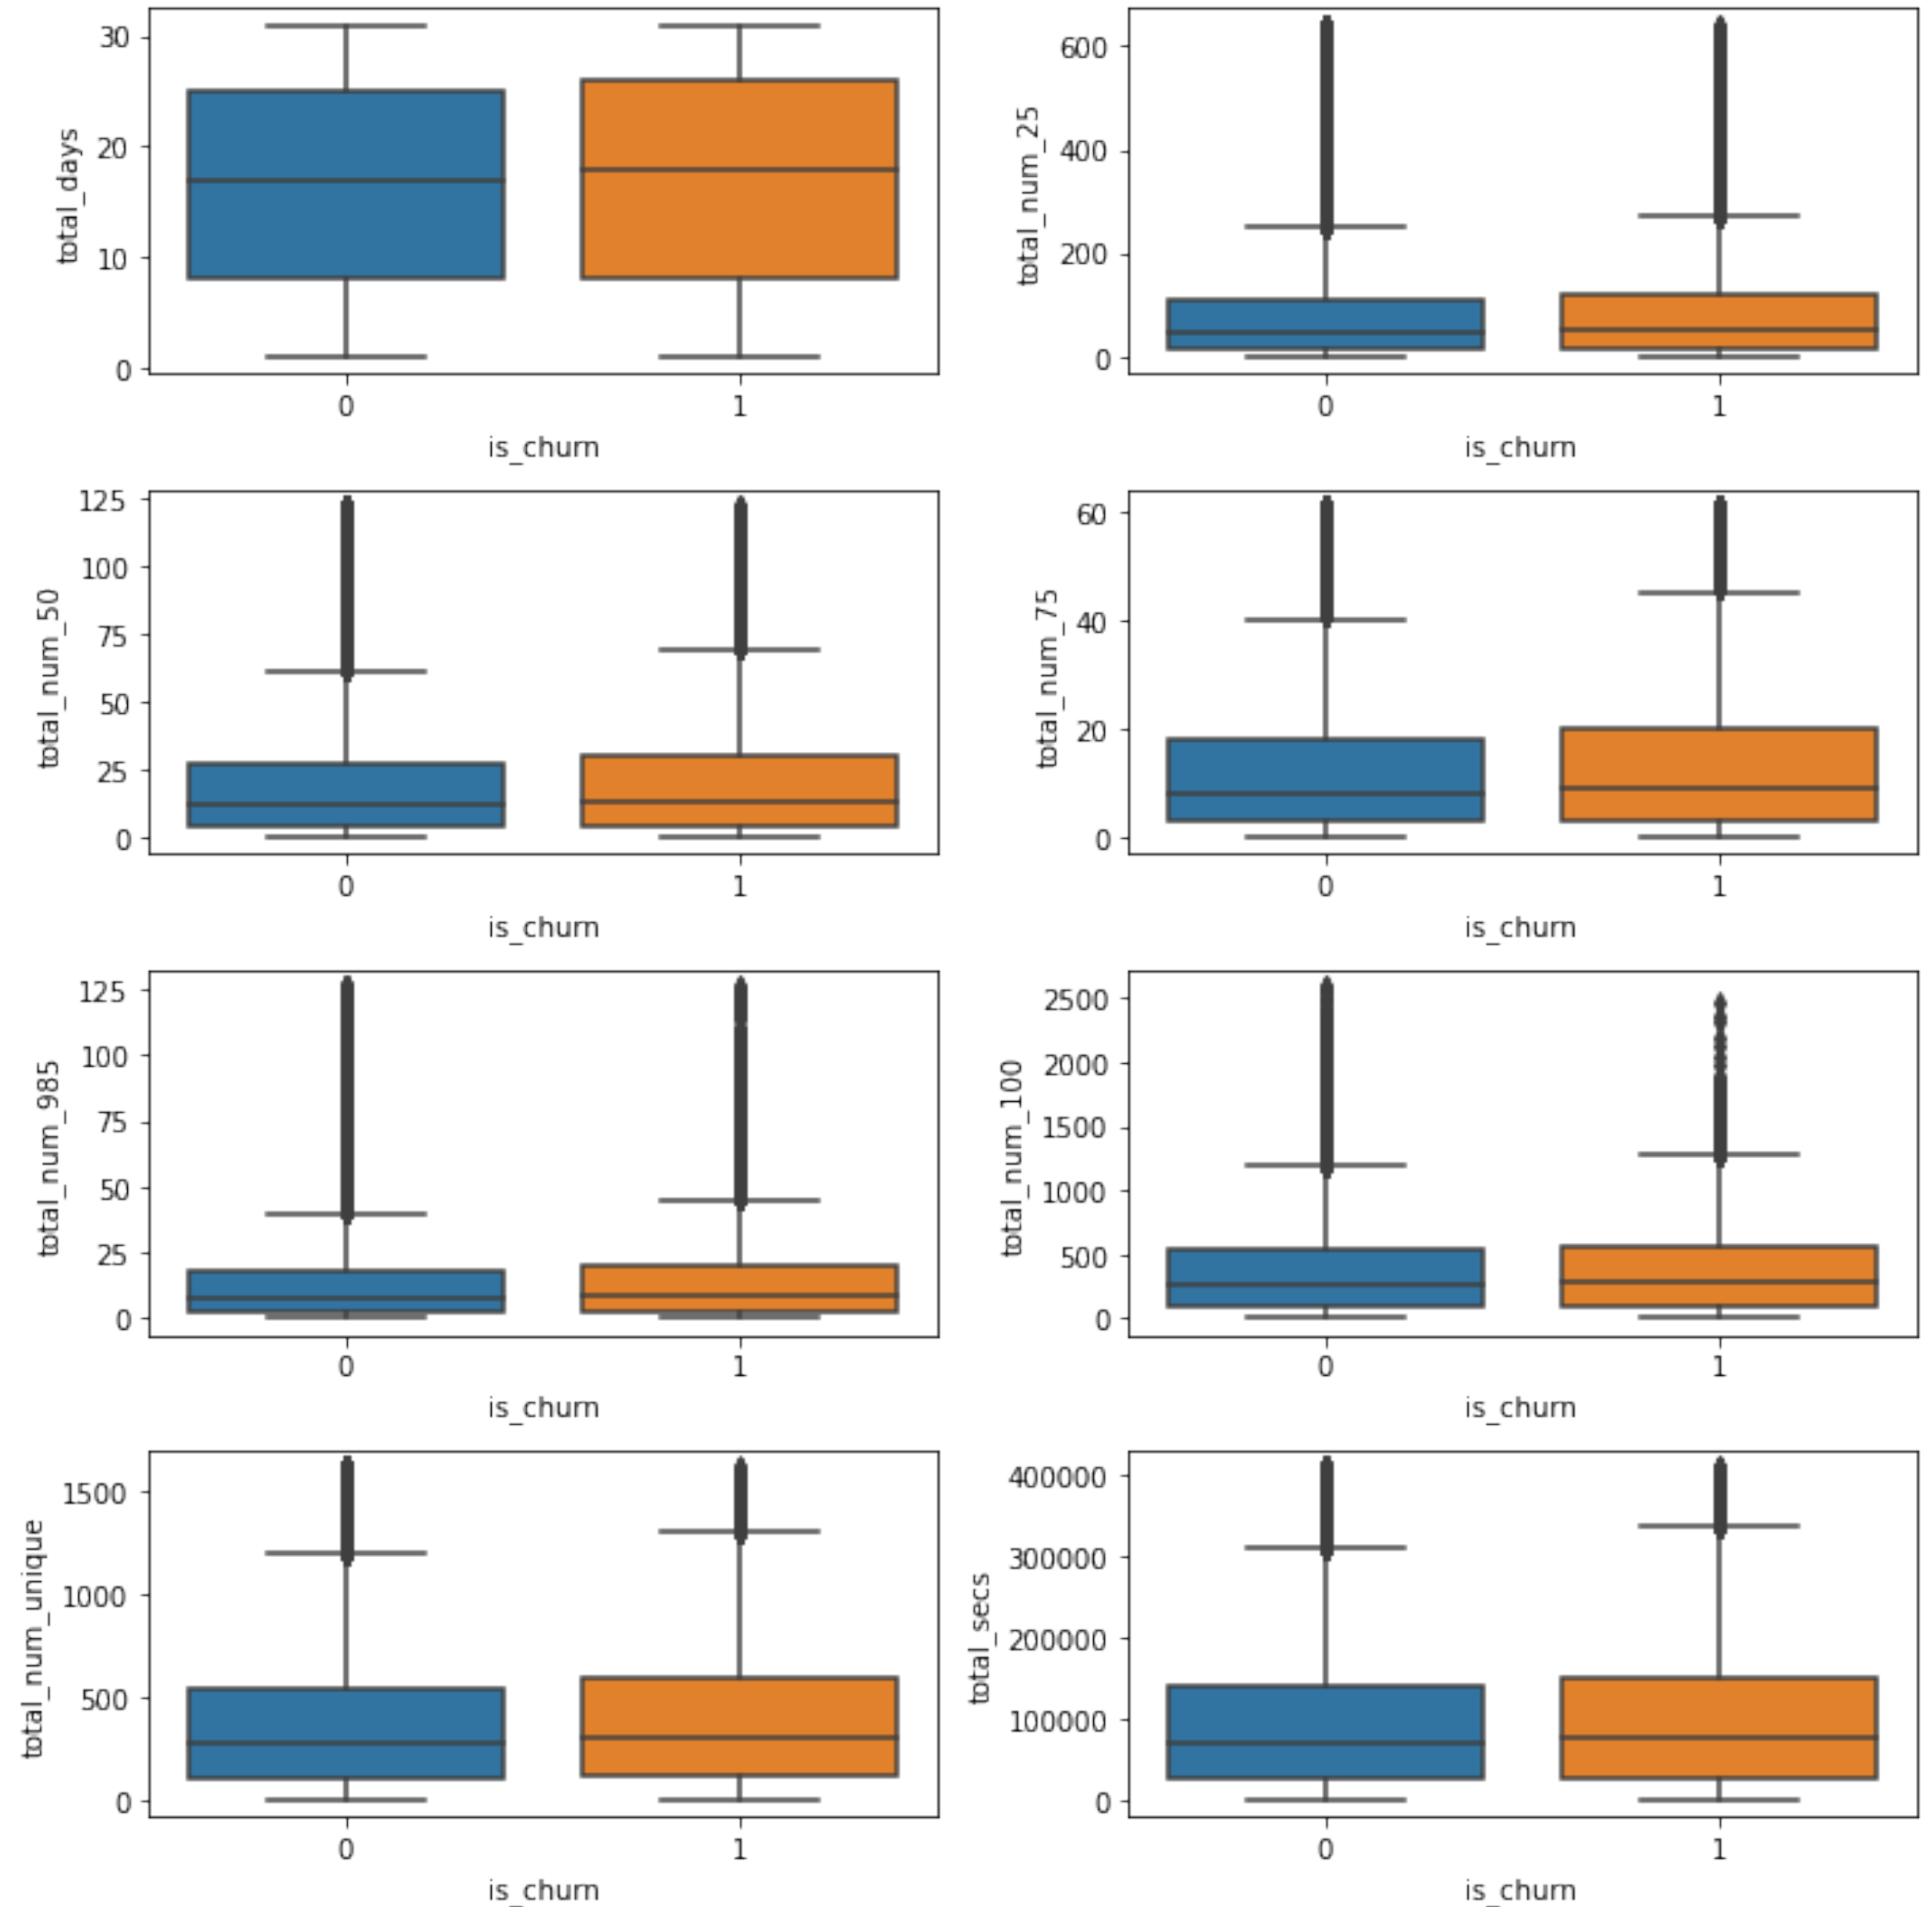 total_days
30
20
10
0
0 1
is_churn
total_num_25
600
400
200
0
0 1
is_churn
total_num_50
125
100
75
50
25
0
0 1
is_churn
total_num_75
60
40
20
0
0 1
is_churn
total_num_985
125
100
75
50
25
0
0 1
is_churn
total_num_100
2500
2000
1500
1000
500
0
0 1
is_churn
total_num_unique
1500
1000
500
0
0 1
is_churn
total_secs
400000
300000
200000
100000
0
0 1
is_churn